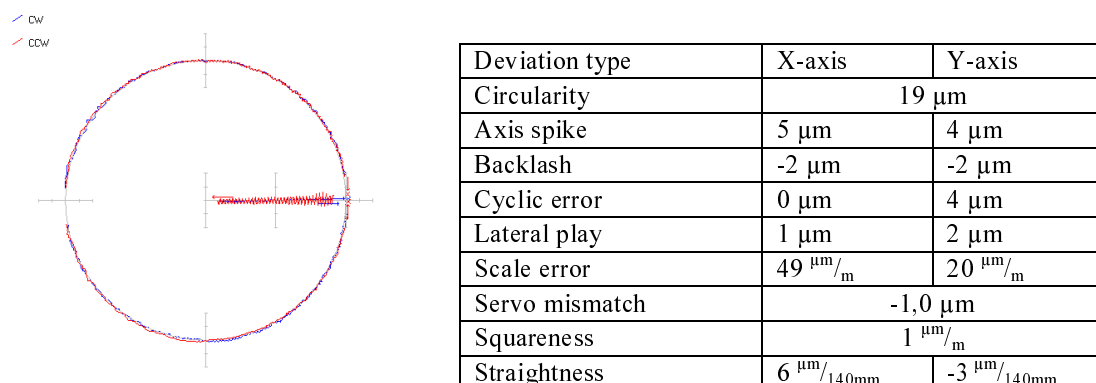 CW
CCW
Deviation type X-axis Y-axis
Circularity 19 µm
Axis spike 5 µm 4 µm
Backlash -2 µm -2 µm
Cyclic error 0 µm 4 µm
Lateral play 1 µm 2 µm
Scale error 49 µm/m 20 µm/m
Servo mismatch -1,0 µm
Squareness 1 µm/m
Straightness 6 µm/140mm -3 µm/140mm